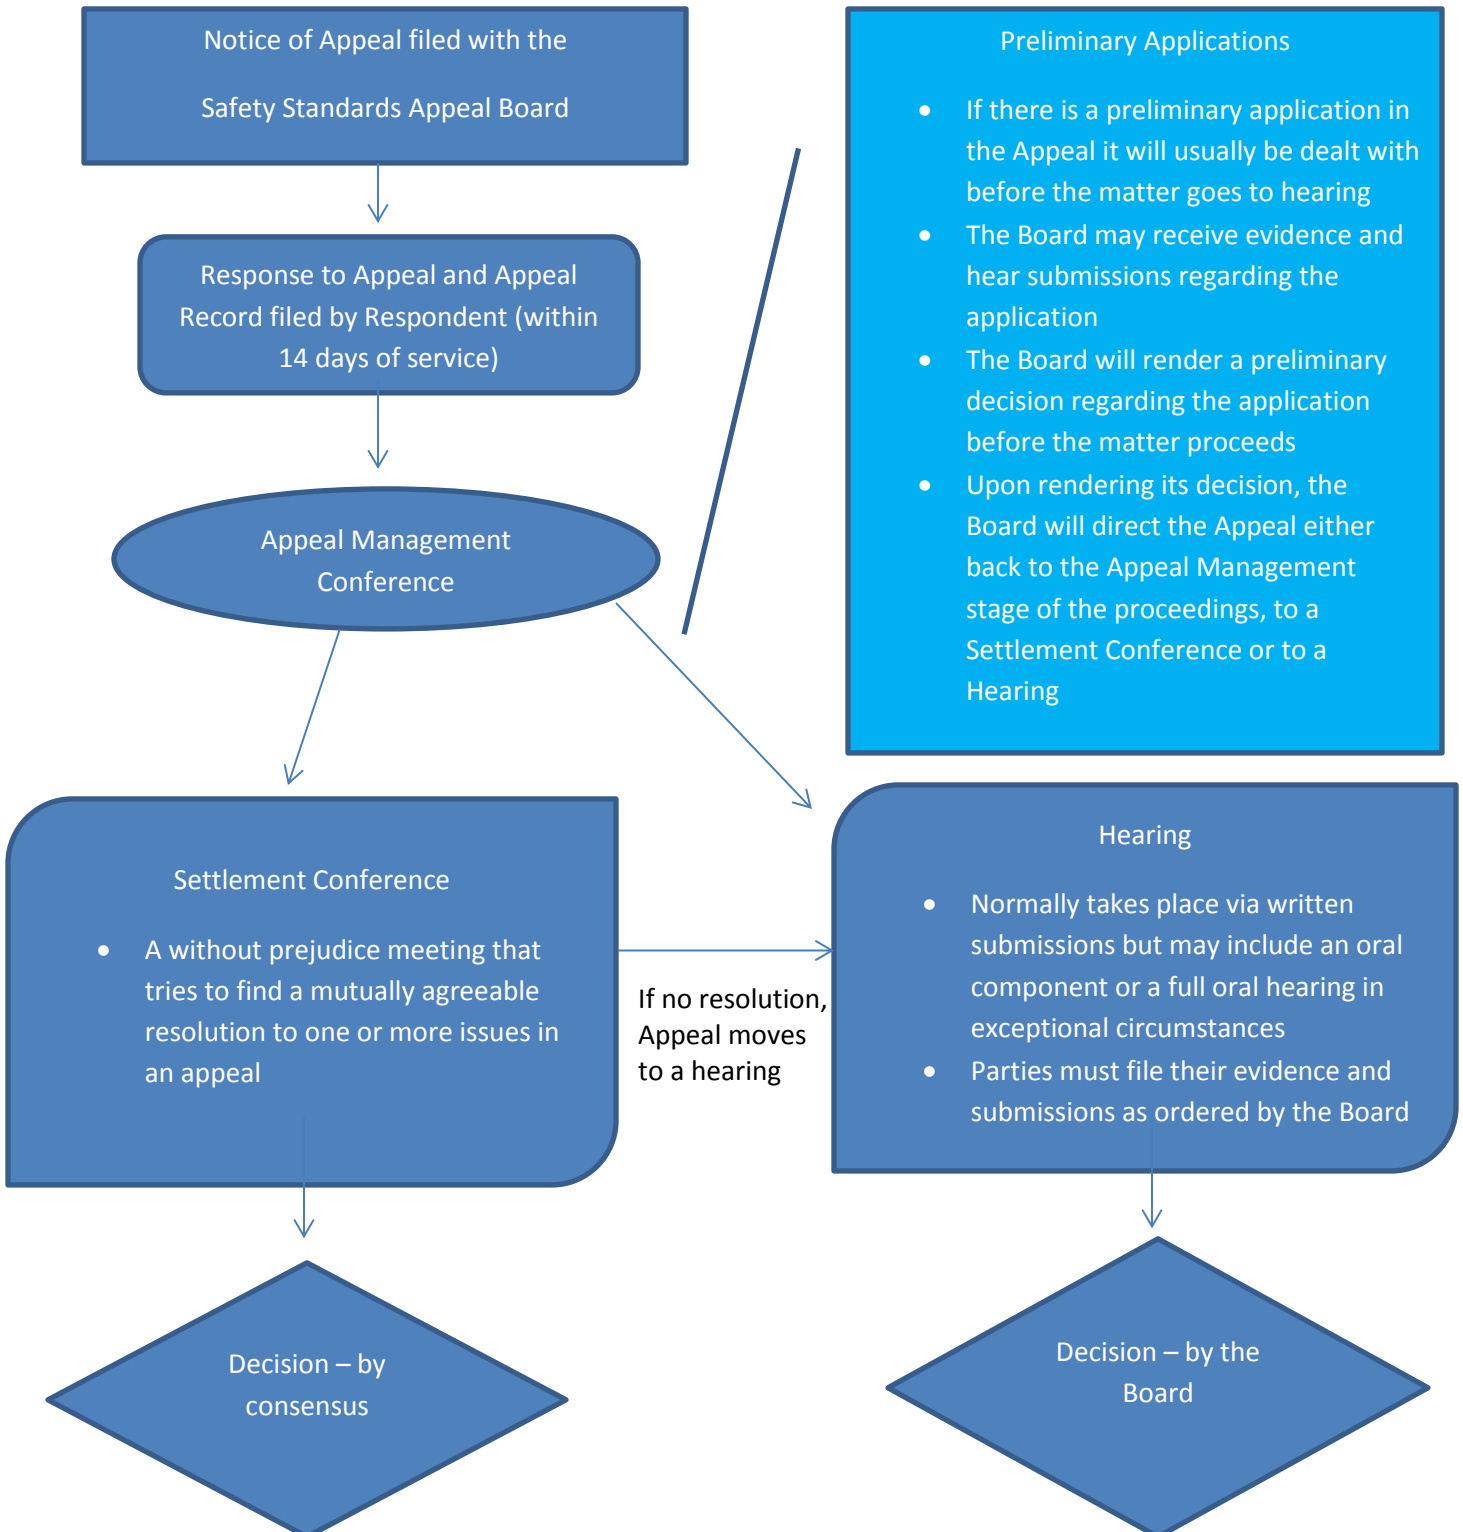 Notice of Appeal filed with the
Safety Standards Appeal Board
Response to Appeal and Appeal
Record filed by Respondent (within
14 days of service)
Appeal Management
Conference
Preliminary Applications
• If there is a preliminary application in
the Appeal it will usually be dealt with
before the matter goes to hearing
• The Board may receive evidence and
hear submissions regarding the
application
• The Board will render a preliminary
decision regarding the application
before the matter proceeds
• Upon rendering its decision, the
Board will direct the Appeal either
back to the Appeal Management
stage of the proceedings, to a
Settlement Conference or to a
Hearing
Settlement Conference
• A without prejudice meeting that
tries to find a mutually agreeable
resolution to one or more issues in
an appeal
If no resolution,
Appeal moves
to a hearing
Hearing
• Normally takes place via written
submissions but may include an oral
component or a full oral hearing in
exceptional circumstances
• Parties must file their evidence and
submissions as ordered by the Board
Decision – by
consensus
Decision – by the
Board